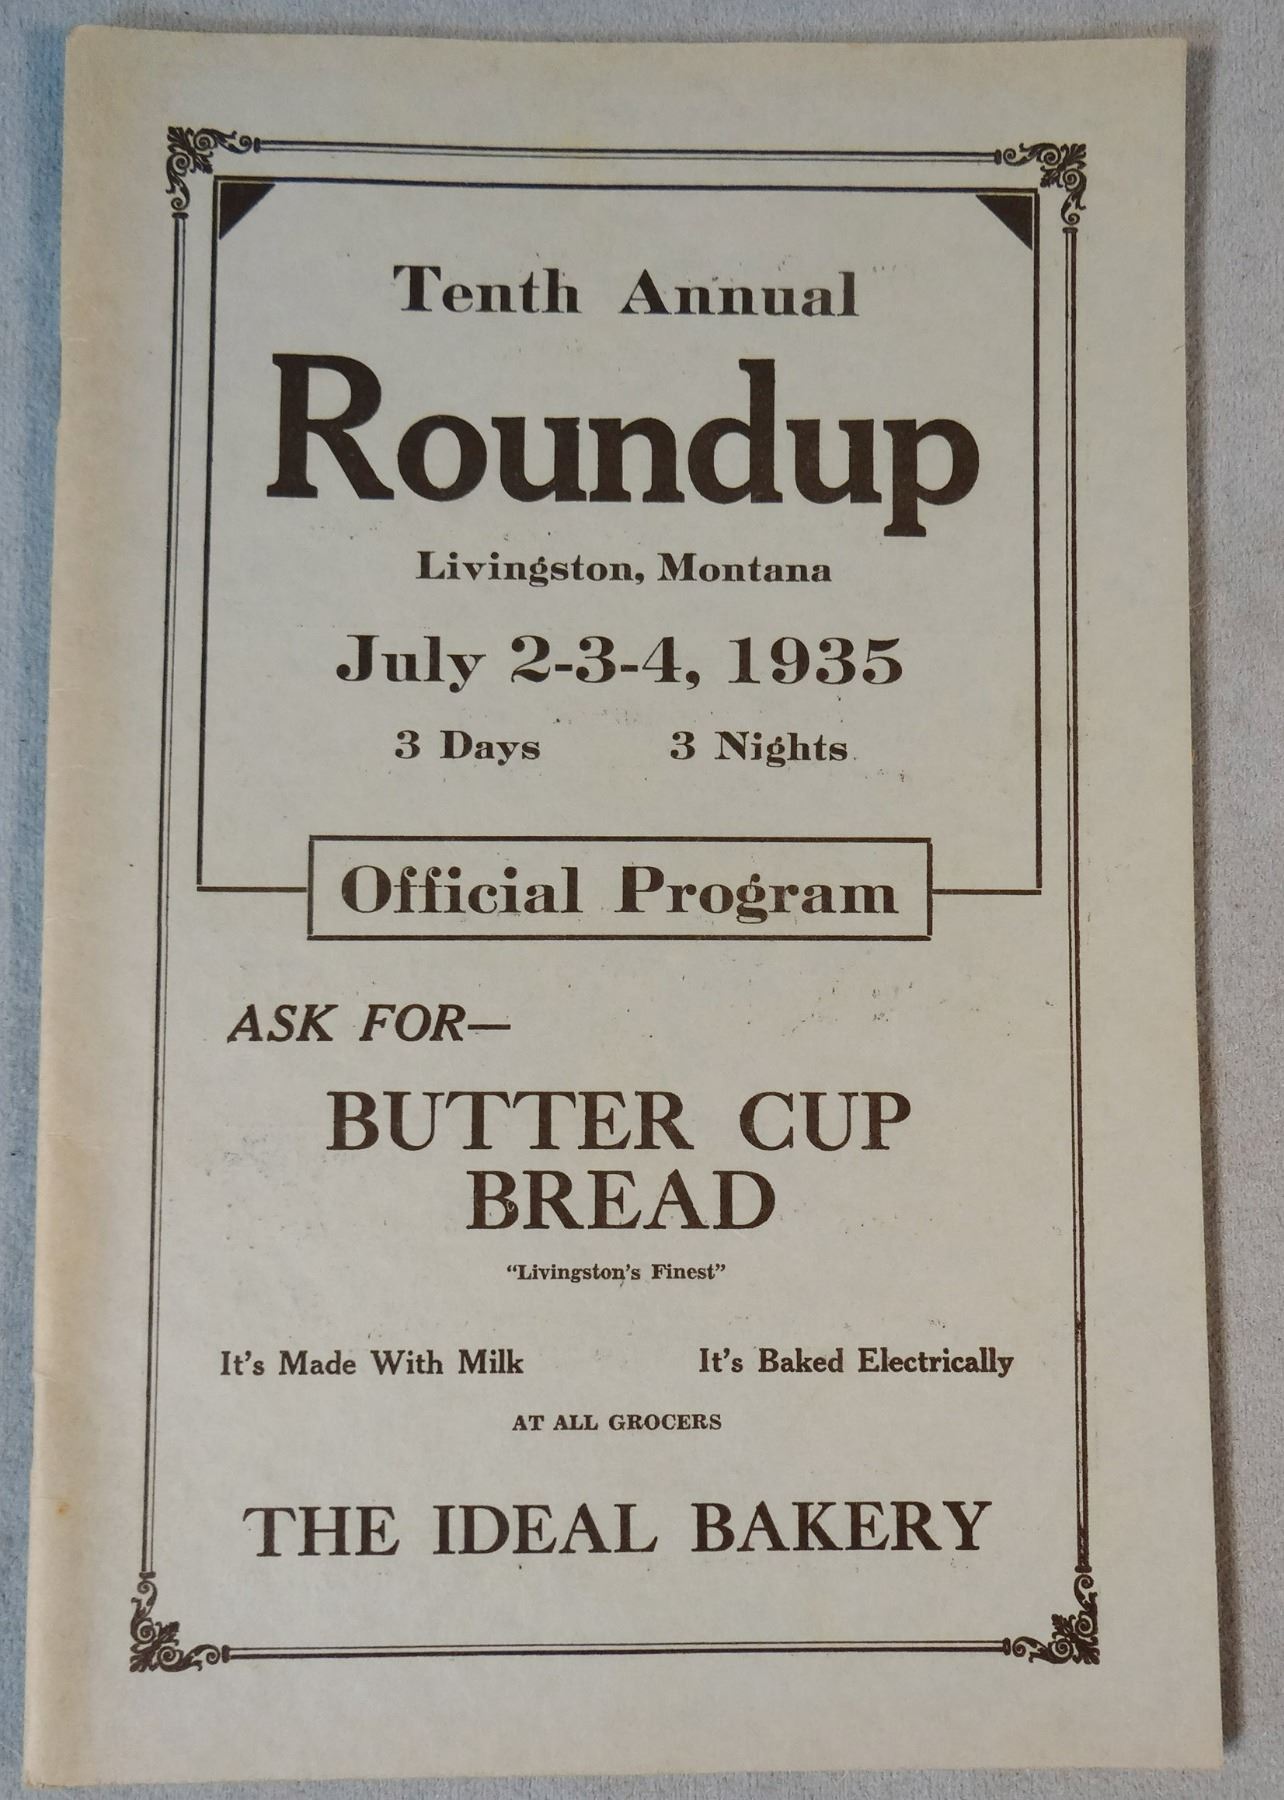 Tenth Annual
Roundup
Livingston, Montana
July 2-3-4, 1935
3 Days 3 Nights
Official Program
ASK FOR—
BUTTER CUP
BREAD
“Livingston’s Finest”
It’s Made With Milk It’s Baked Electrically
AT ALL GROCERS
THE IDEAL BAKERY